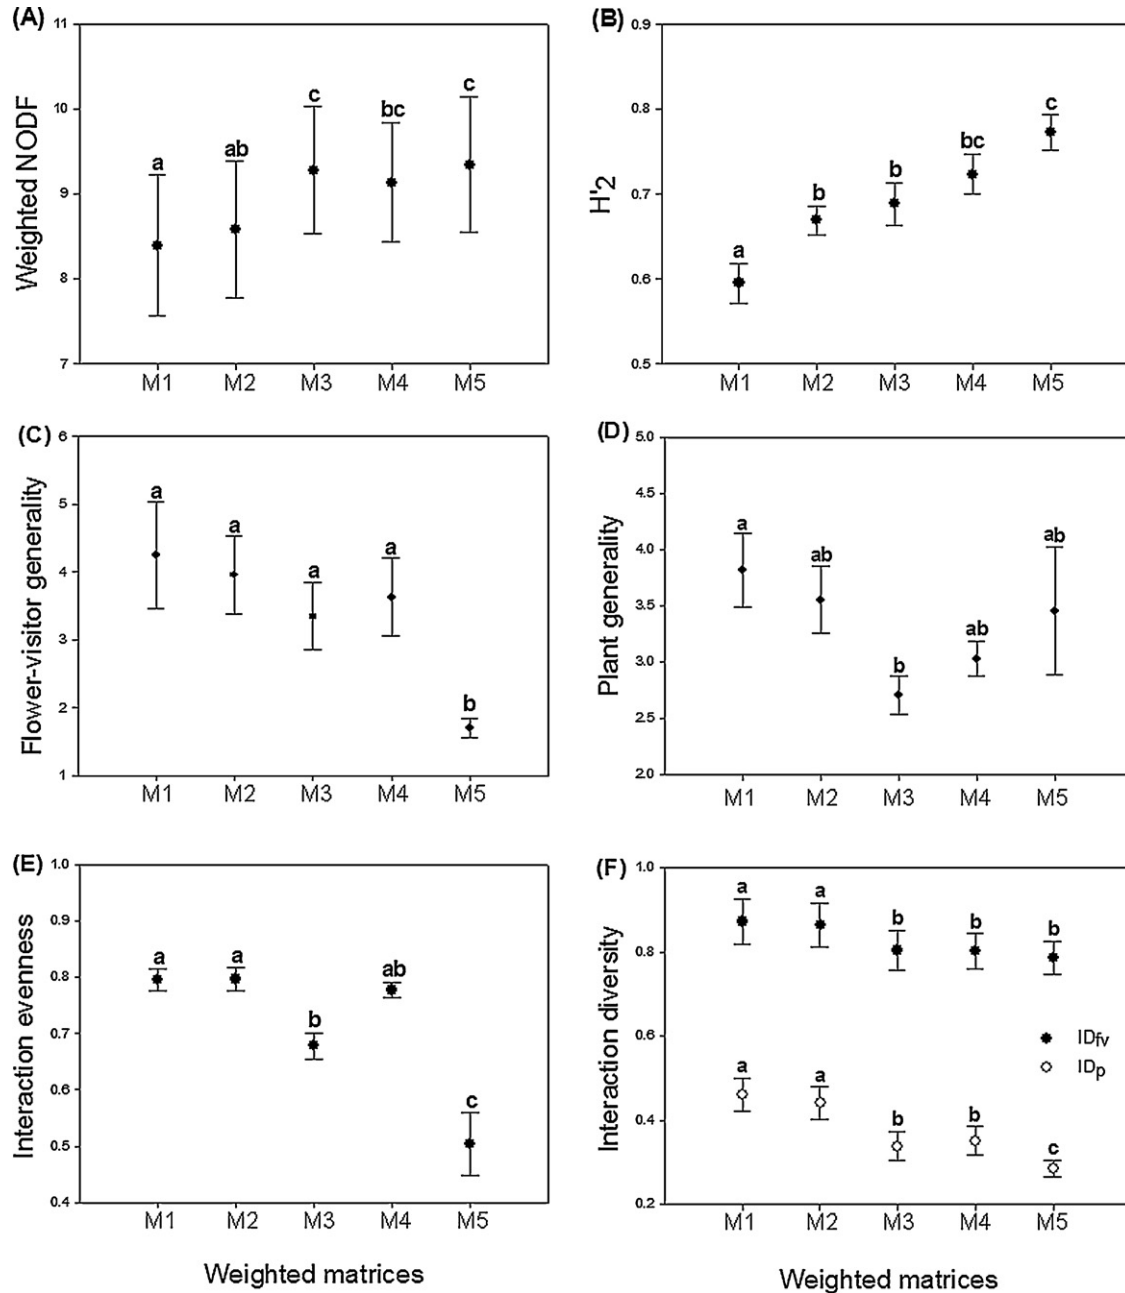 (A)
Weighted NODF
11
10
9
8
7
a
ab
c
bc
c
M1 M2 M3 M4 M5
(B)
H'2
0.9
0.8
0.7
0.6
0.5
a
b
b
bc
c
M1 M2 M3 M4 M5
(C)
Flower-visitor generality
6
5
4
3
2
1
a
a
a
a
b
M1 M2 M3 M4 M5
(D)
Plant generality
5.0
4.5
4.0
3.5
3.0
2.5
2.0
a
ab
b
ab
ab
M1 M2 M3 M4 M5
(E)
Interaction evenness
1.0
0.9
0.8
0.7
0.6
0.5
0.4
a
a
b
ab
c
M1 M2 M3 M4 M5
Weighted matrices
(F)
Interaction diversity
1.0
0.8
0.6
0.4
0.2
a
a
b
b
b
IDfv
IDp
a
a
b
b
c
M1 M2 M3 M4 M5
Weighted matrices